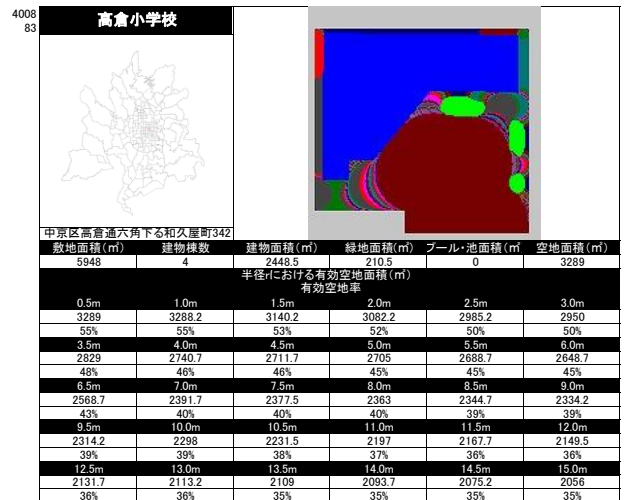 4008
83
高倉小学校
中京区高倉通六角下る和久屋町342
敷地面積(㎡) 建物棟数 建物面積(㎡) 緑地面積(㎡) プール・池面積(㎡ 空地面積(㎡)
5948 4 2448.5 210.5 0 3289
半径rにおける有効空地面積(㎡)
有効空地率
0.5m 1.0m 1.5m 2.0m 2.5m 3.0m
3289 3288.2 3140.2 3082.2 2985.2 2950
55% 55% 53% 52% 50% 50%
3.5m 4.0m 4.5m 5.0m 5.5m 6.0m
2829 2740.7 2711.7 2705 2688.7 2648.7
48% 46% 46% 45% 45% 45%
6.5m 7.0m 7.5m 8.0m 8.5m 9.0m
2568.7 2391.7 2377.5 2363 2344.7 2334.2
43% 40% 40% 40% 39% 39%
9.5m 10.0m 10.5m 11.0m 11.5m 12.0m
2314.2 2298 2231.5 2197 2167.7 2149.5
39% 39% 38% 37% 36% 36%
12.5m 13.0m 13.5m 14.0m 14.5m 15.0m
2131.7 2113.2 2109 2093.7 2075.2 2056
36% 36% 35% 35% 35% 35%